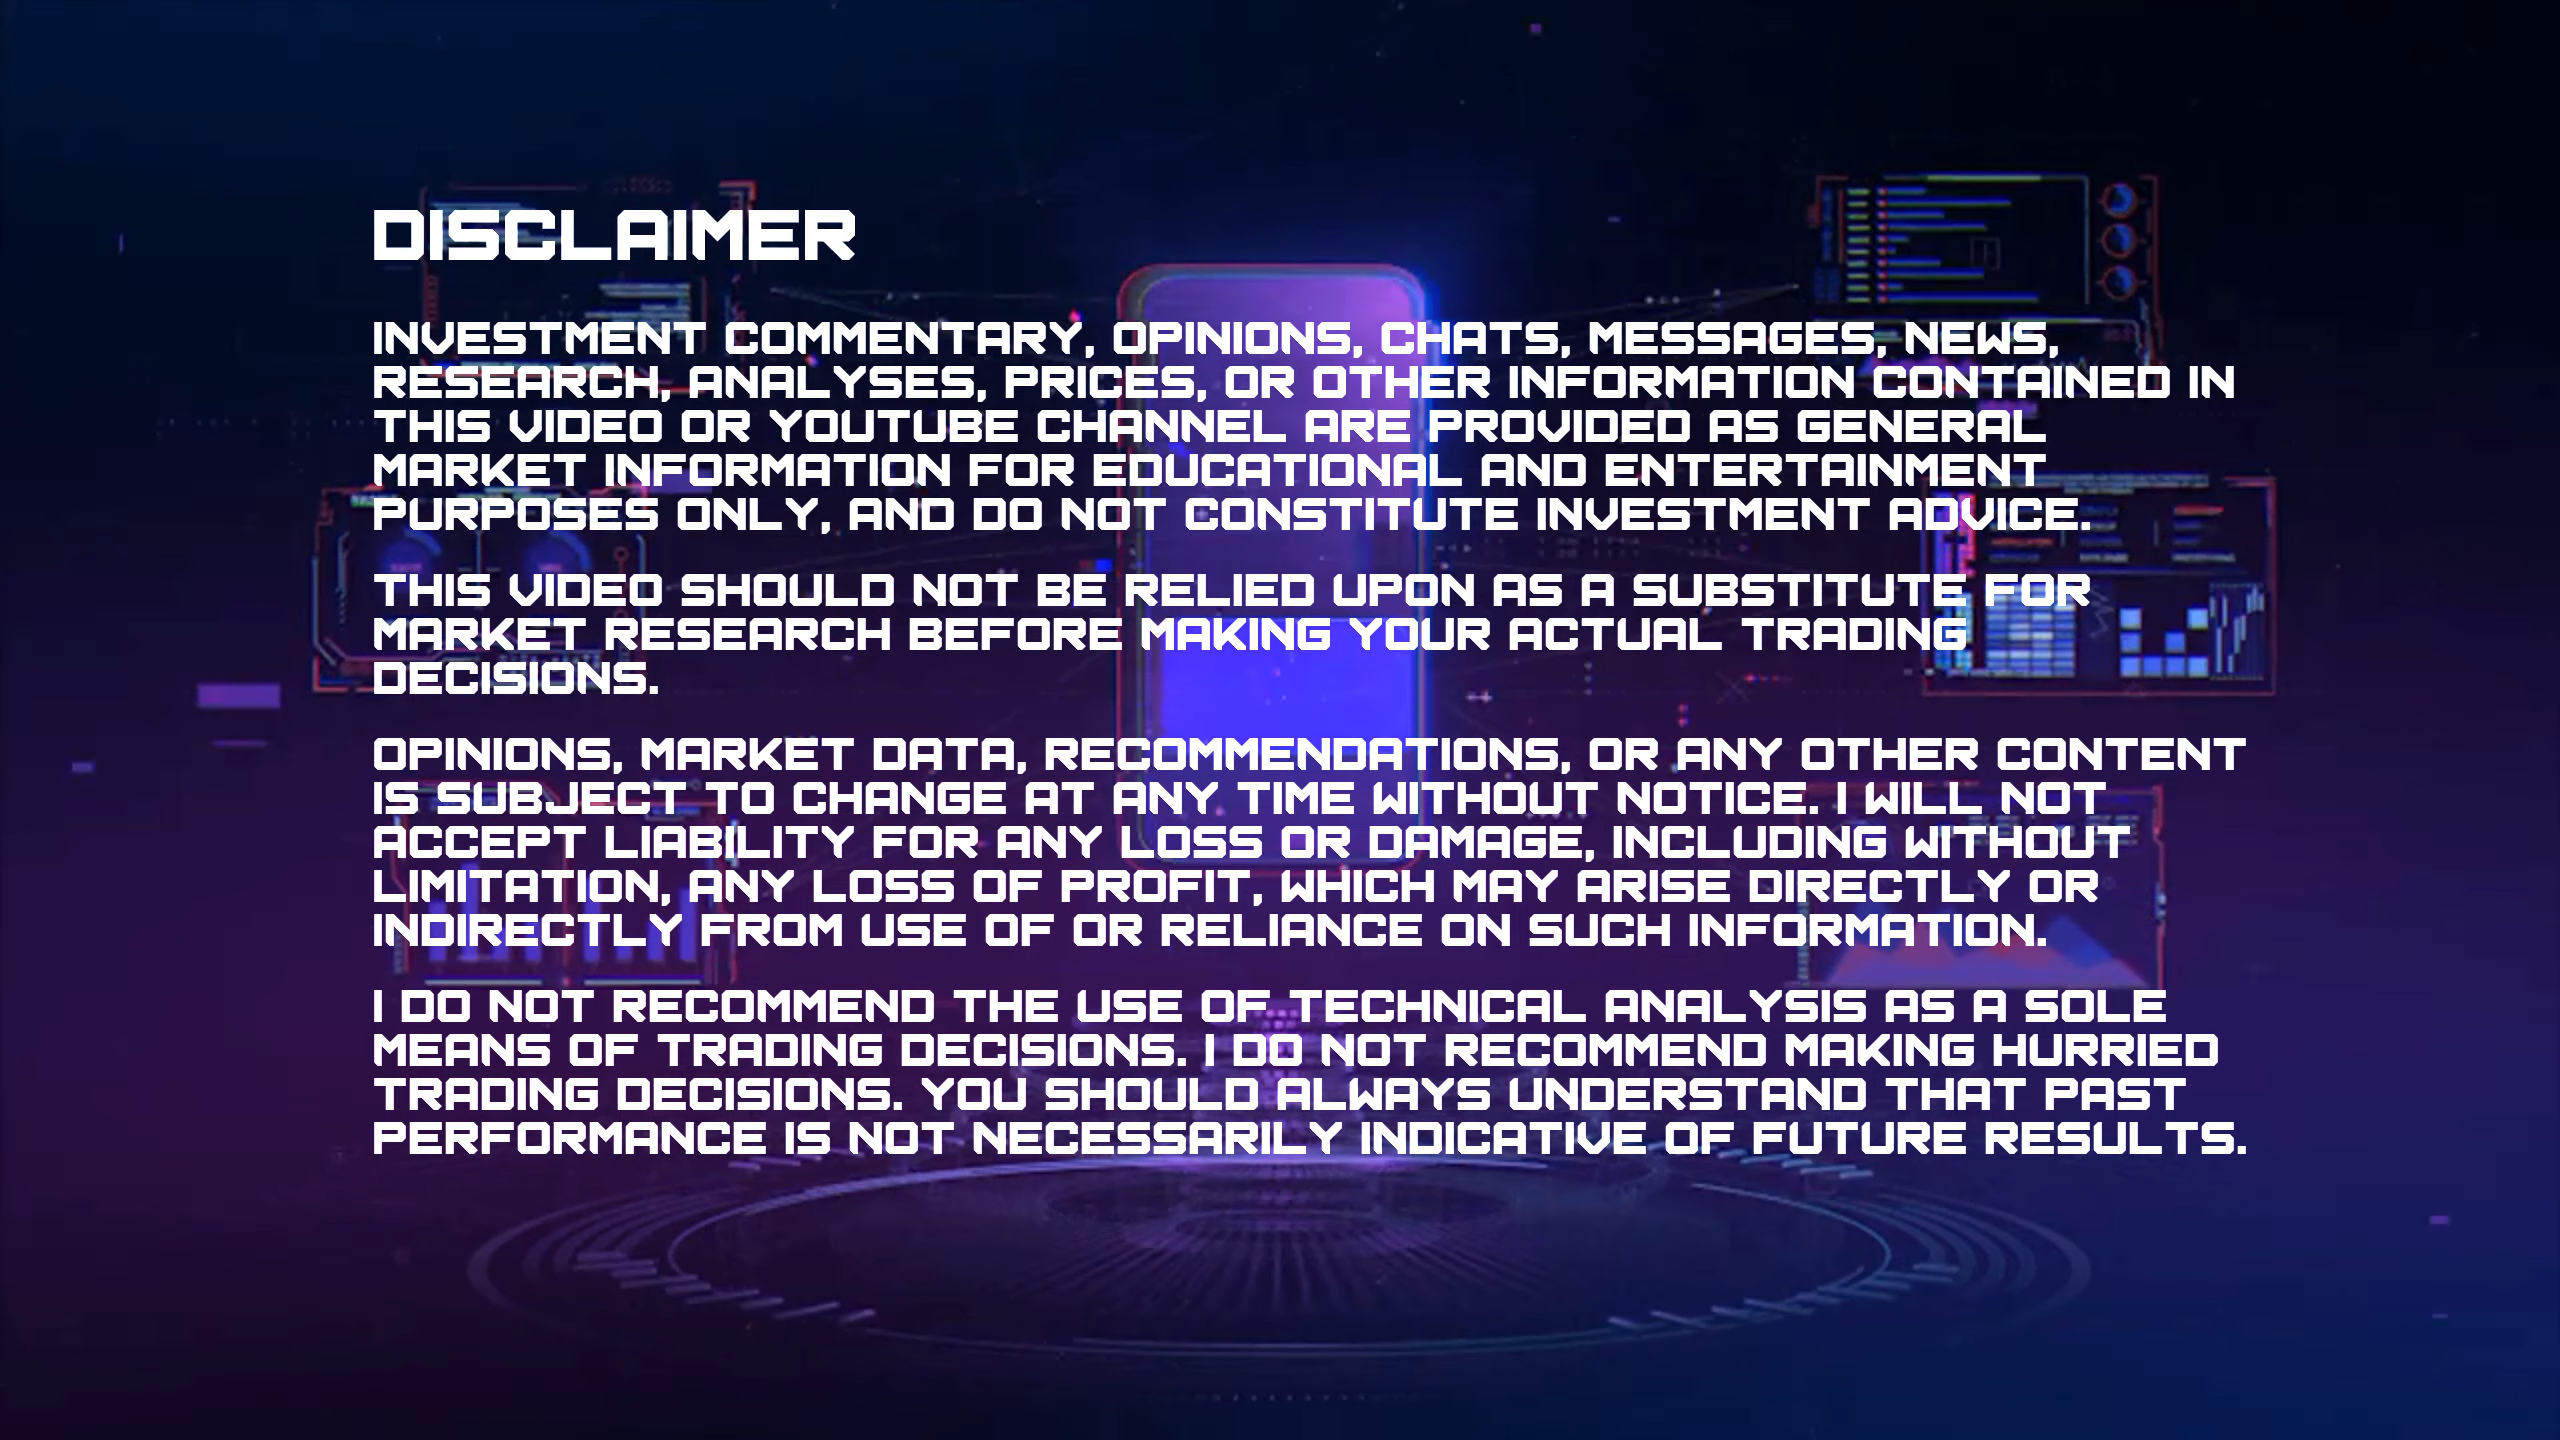 DISCLAIMER
INVESTMENT COMMENTARY, OPINIONS, CHATS, MESSAGES, NEWS,
RESEARCH, ANALYSES, PRICES, OR OTHER INFORMATION CONTAINED IN
THIS VIDEO OR YOUTUBE CHANNEL ARE PROVIDED AS GENERAL
MARKET INFORMATION FOR EDUCATIONAL AND ENTERTAINMENT
PURPOSES ONLY, AND DO NOT CONSTITUTE INVESTMENT ADVICE.
THIS VIDEO SHOULD NOT BE RELIED UPON AS A SUBSTITUTE FOR
MARKET RESEARCH BEFORE MAKING YOUR ACTUAL TRADING
DECISIONS.
OPINIONS, MARKET DATA, RECOMMENDATIONS, OR ANY OTHER CONTENT
IS SUBJECT TO CHANGE AT ANY TIME WITHOUT NOTICE. I WILL NOT
ACCEPT LIABILITY FOR ANY LOSS OR DAMAGE, INCLUDING WITHOUT
LIMITATION, ANY LOSS OF PROFIT, WHICH MAY ARISE DIRECTLY OR
INDIRECTLY FROM USE OF OR RELIANCE ON SUCH INFORMATION.
I DO NOT RECOMMEND THE USE OF TECHNICAL ANALYSIS AS A SOLE
MEANS OF TRADING DECISIONS. I DO NOT RECOMMEND MAKING HURRIED
TRADING DECISIONS. YOU SHOULD ALWAYS UNDERSTAND THAT PAST
PERFORMANCE IS NOT NECESSARILY INDICATIVE OF FUTURE RESULTS.